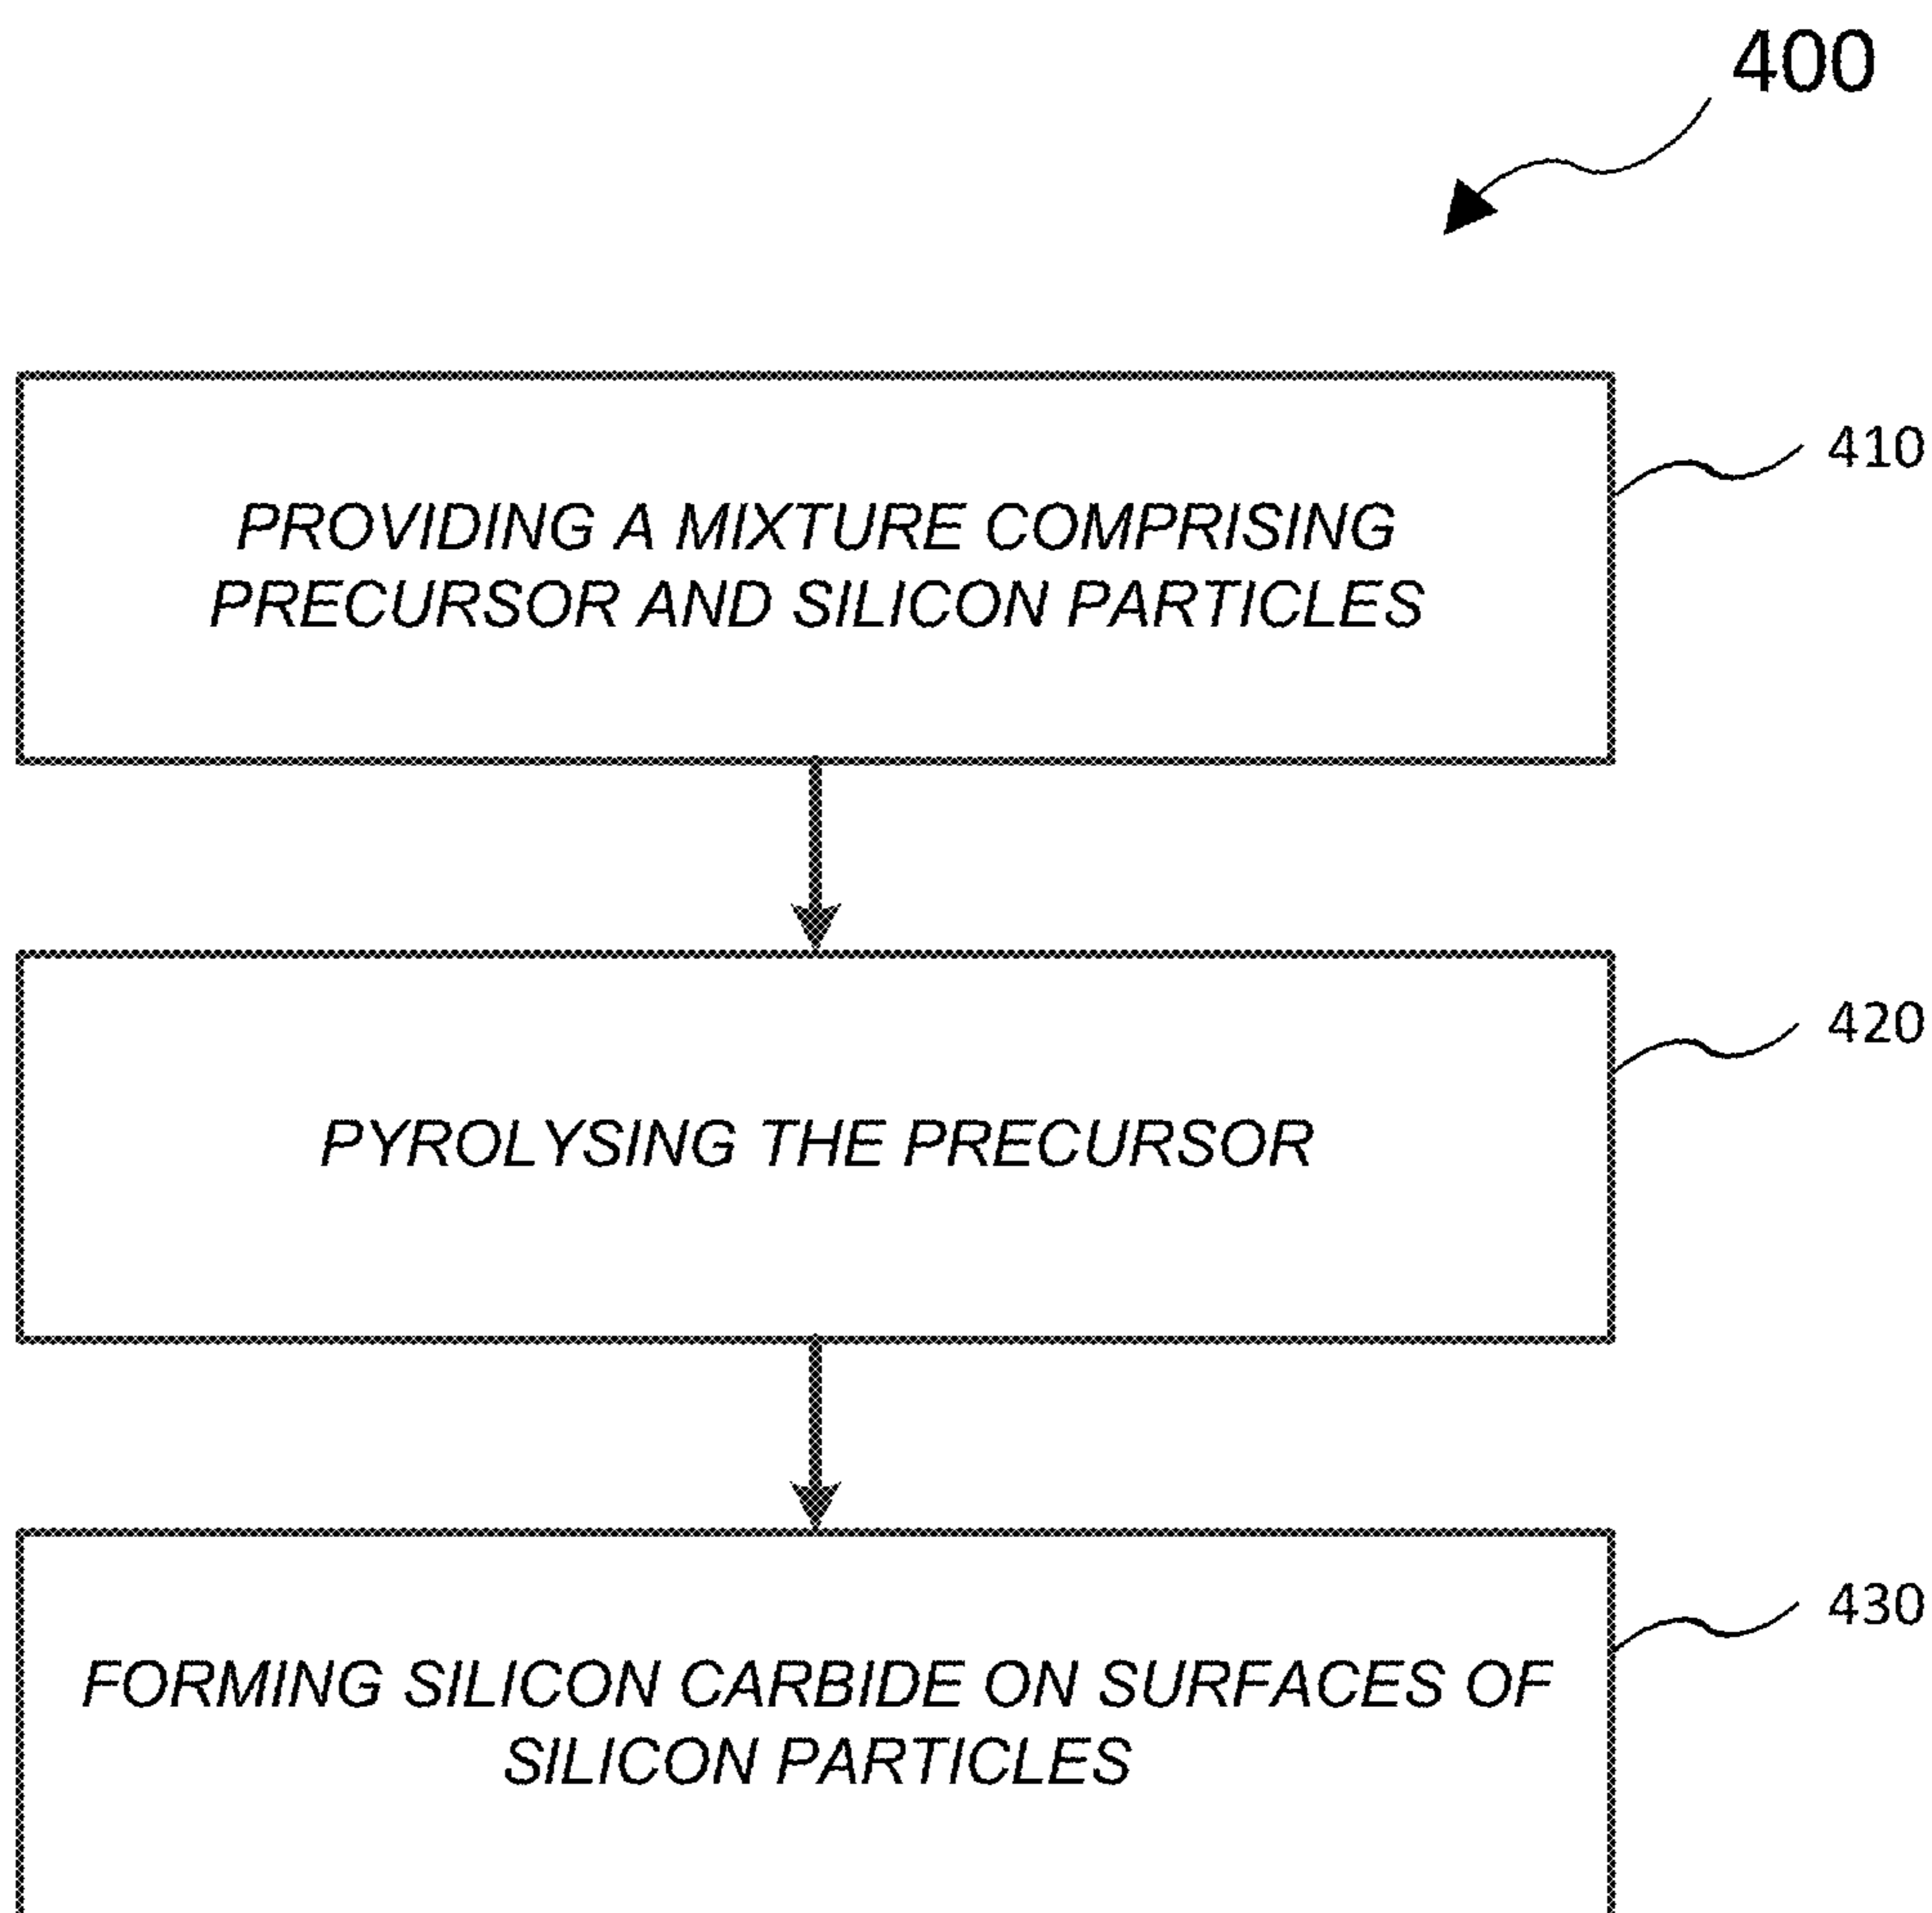 400
410
PROVIDING A MIXTURE COMPRISING
PRECURSOR AND SILICON PARTICLES
420
PYROLYSING THE PRECURSOR
430
FORMING SILICON CARBIDE ON SURFACES OF
SILICON PARTICLES